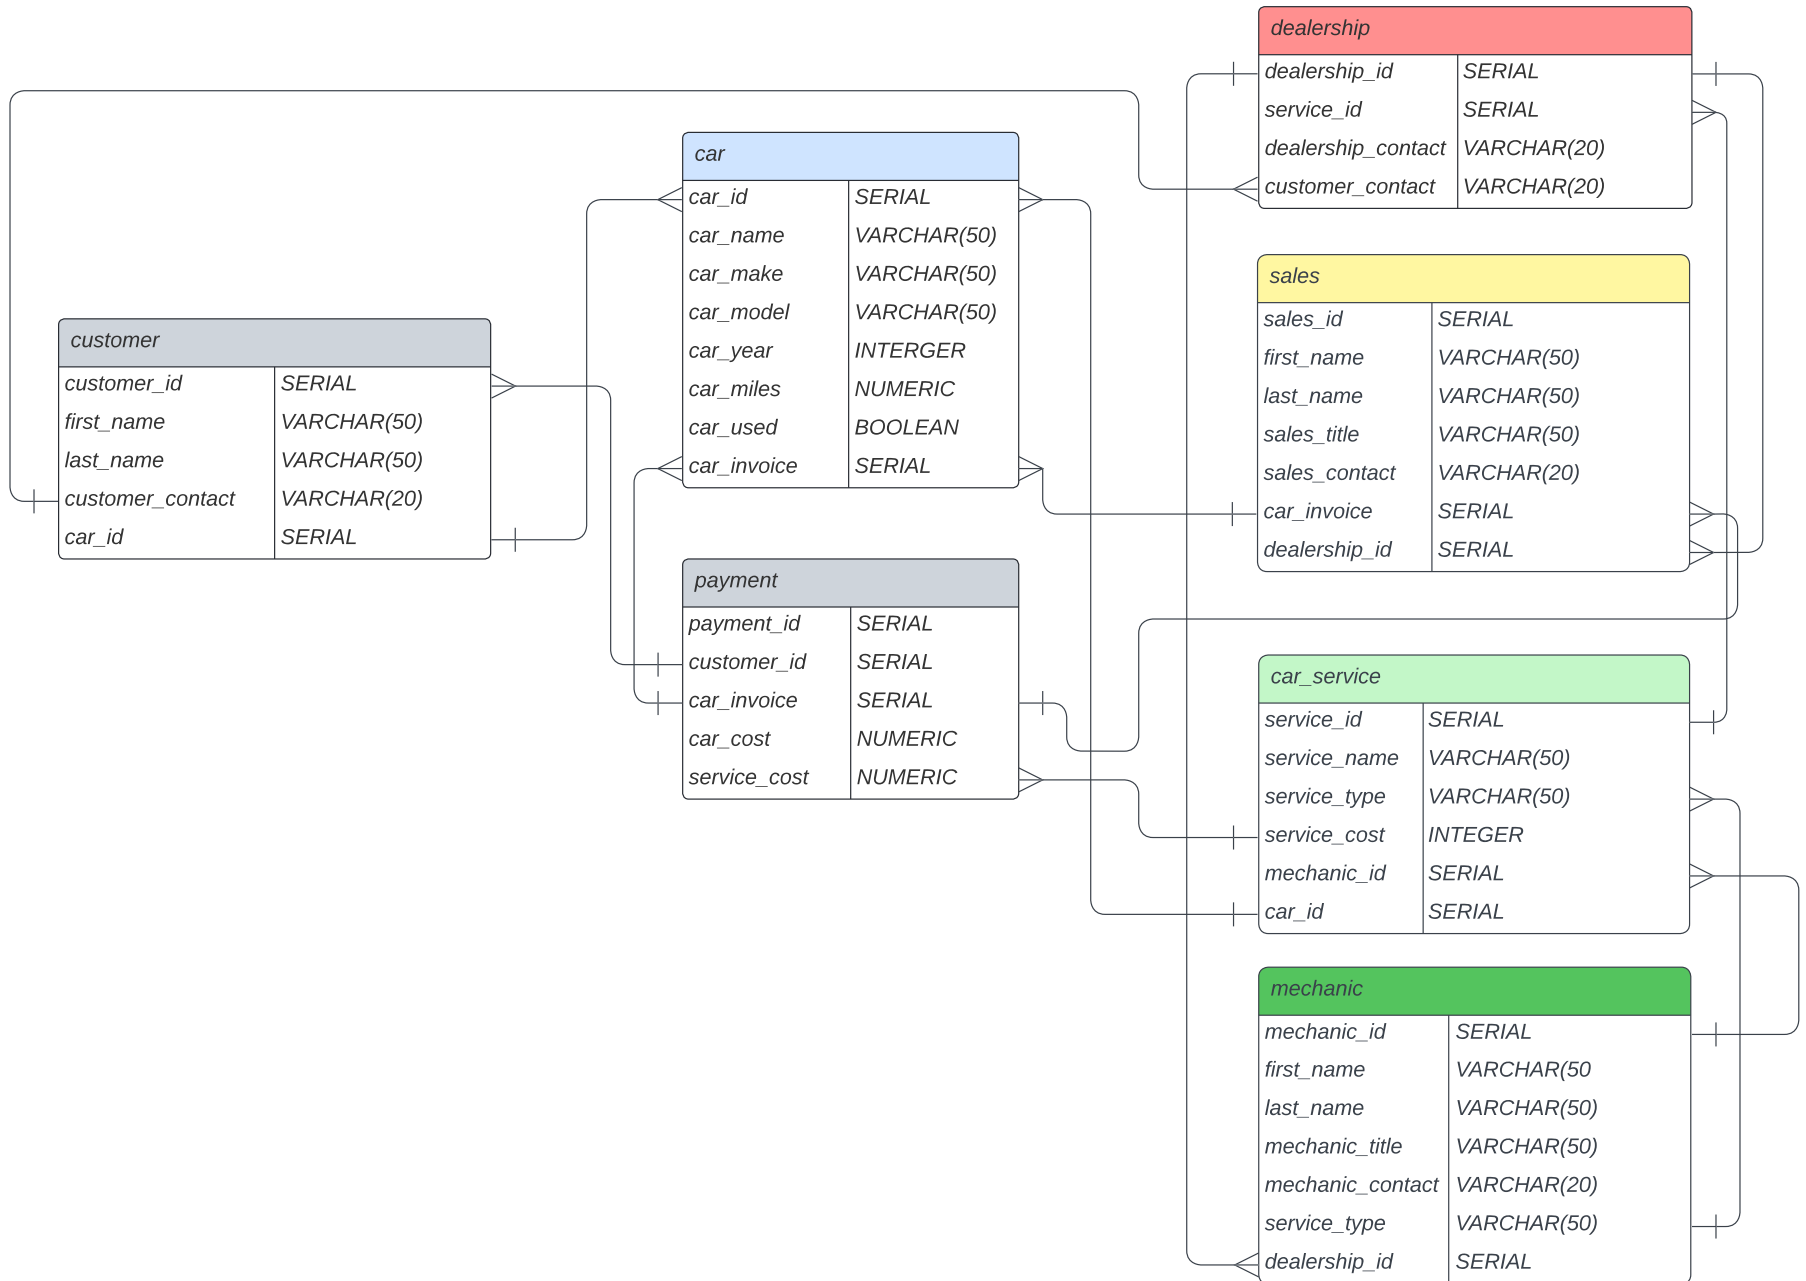 dealership
dealership_id SERIAL
service_id SERIAL
dealership_contact VARCHAR(20)
customer_contact VARCHAR(20)
car
car_id SERIAL
car_name VARCHAR(50)
car_make VARCHAR(50)
car_model VARCHAR(50)
car_year INTERGER
car_miles NUMERIC
car_used BOOLEAN
car_invoice SERIAL
sales
sales_id SERIAL
first_name VARCHAR(50)
last_name VARCHAR(50)
sales_title VARCHAR(50)
sales_contact VARCHAR(20)
car_invoice SERIAL
dealership_id SERIAL
customer
customer_id SERIAL
first_name VARCHAR(50)
last_name VARCHAR(50)
customer_contact VARCHAR(20)
car_id SERIAL
payment
payment_id SERIAL
customer_id SERIAL
car_invoice SERIAL
car_cost NUMERIC
service_cost NUMERIC
car_service
service_id SERIAL
service_name VARCHAR(50)
service_type VARCHAR(50)
service_cost INTEGER
mechanic_id SERIAL
car_id SERIAL
mechanic
mechanic_id SERIAL
first_name VARCHAR(50
last_name VARCHAR(50)
mechanic_title VARCHAR(50)
mechanic_contact VARCHAR(20)
service_type VARCHAR(50)
dealership_id SERIAL